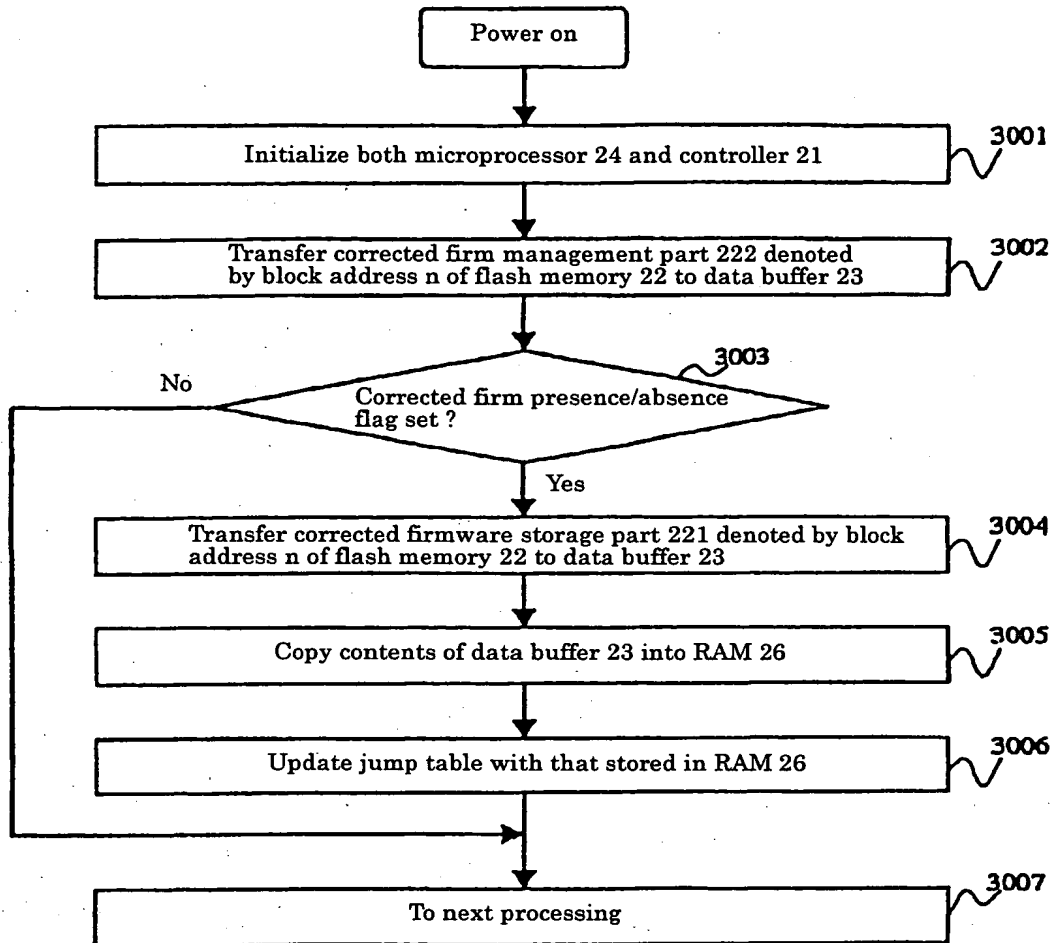 Power on
Initialize both microprocessor 24 and controller 21
3001
Transfer corrected firm management part 222 denoted
by block address n of flash memory 22 to data buffer 23
3002
3003
No
Corrected firm presence/absence
flag set ?
Yes
Transfer corrected firmware storage part 221 denoted by block
address n of flash memory 22 to data buffer 23
3004
Copy contents of data buffer 23 into RAM 26
3005
Update jump table with that stored in RAM 26
3006
To next processing
3007